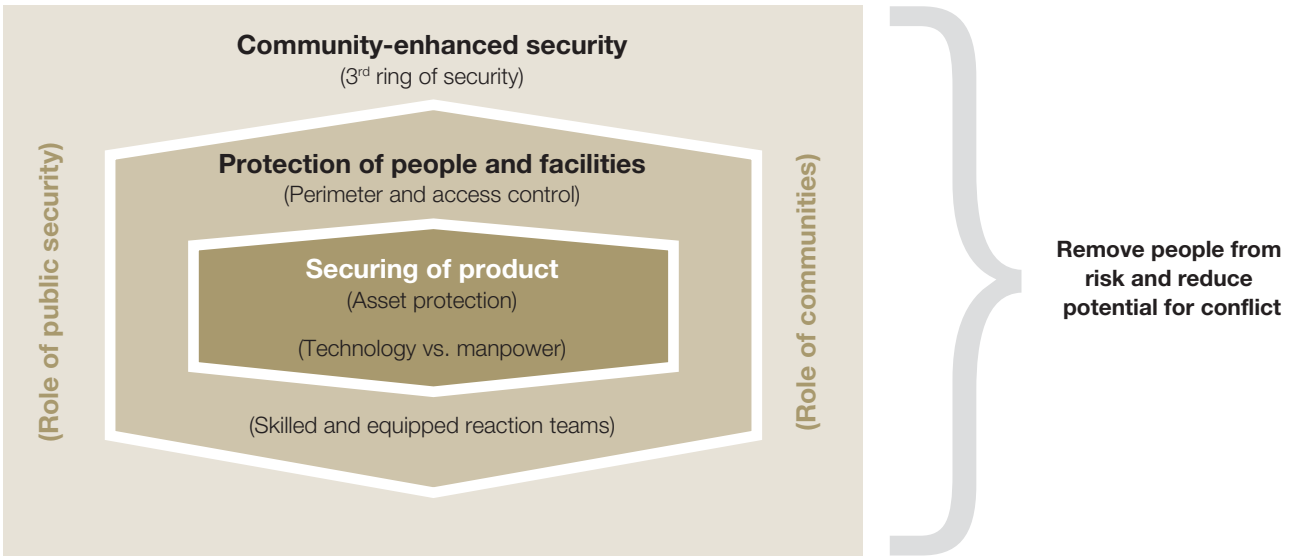 Community-enhanced security
(3rd ring of security)
(Role of public security)
Protection of people and facilities
(Perimeter and access control)
Securing of product
(Asset protection)
(Technology vs. manpower)
(Skilled and equipped reaction teams)
(Role of communities)
Remove people from
risk and reduce
potential for conflict